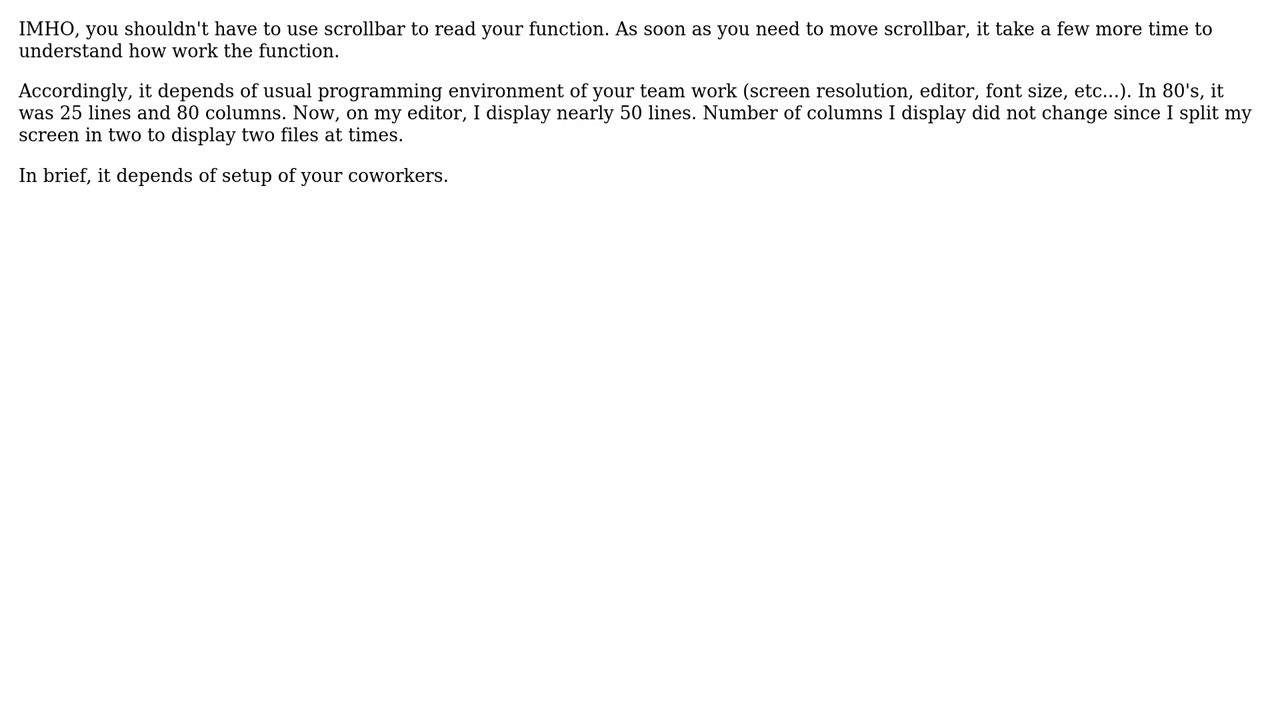 IMHO, you shouldn't have to use scrollbar to read your function. As soon as you need to move scrollbar, it take a few more time to
understand how work the function.
Accordingly, it depends of usual programming environment of your team work (screen resolution, editor, font size, etc...). In 80's, it
was 25 lines and 80 columns. Now, on my editor, I display nearly 50 lines. Number of columns I display did not change since I split my
screen in two to display two files at times.
In brief, it depends of setup of your coworkers.